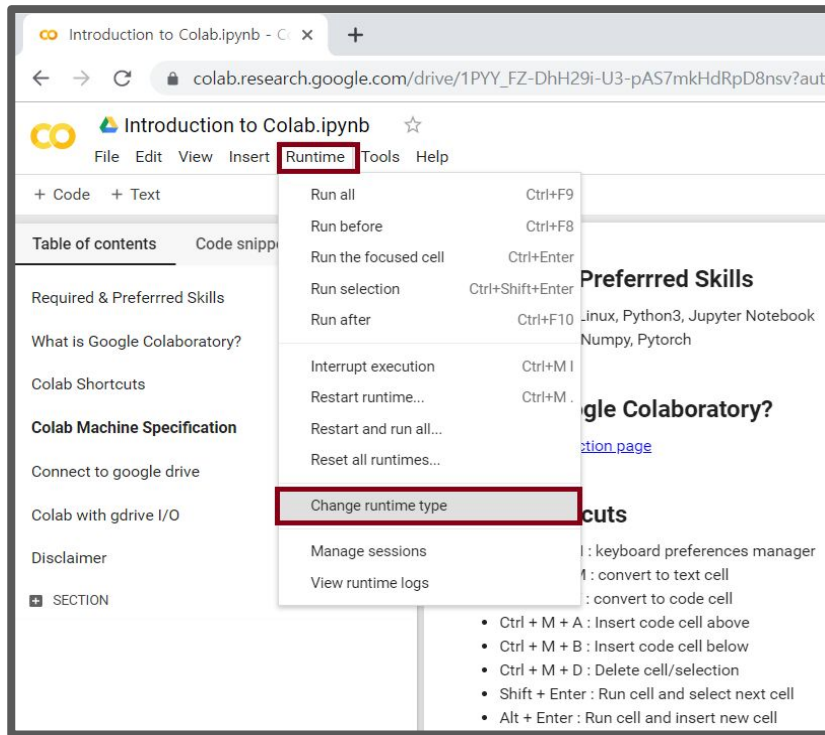 Introduction to Colab.ipynb - C
colab.research.google.com/drive/1PYY_FZ-DhH29i-U3-pAS7mkHdRpD8nsv?aut
Introduction to Colab.ipynb
File Edit View Insert Runtime Tools Help
+ Code + Text
Table of contents Code snipp
Required & Preferrred Skills
What is Google Colaboratory?
Colab Shortcuts
Colab Machine Specification
Connect to google drive
Colab with gdrive I/O
Disclaimer
SECTION
Run all Ctrl+F9
Run before Ctrl+F8
Run the focused cell Ctrl+Enter
Run selection Ctrl+Shift+Enter
Run after Ctrl+F10
Interrupt execution Ctrl+M I
Restart runtime... Ctrl+M .
Restart and run all...
Reset all runtimes...
Change runtime type
Manage sessions
View runtime logs
Preferrred Skills
Linux, Python3, Jupyter Notebook
Numpy, Pytorch
gle Colaboratory?
ction page
cuts
: keyboard preferences manager
: convert to text cell
: convert to code cell
• Ctrl + M + A : Insert code cell above
• Ctrl + M + B : Insert code cell below
• Ctrl + M + D : Delete cell/selection
• Shift + Enter : Run cell and select next cell
• Alt + Enter : Run cell and insert new cell